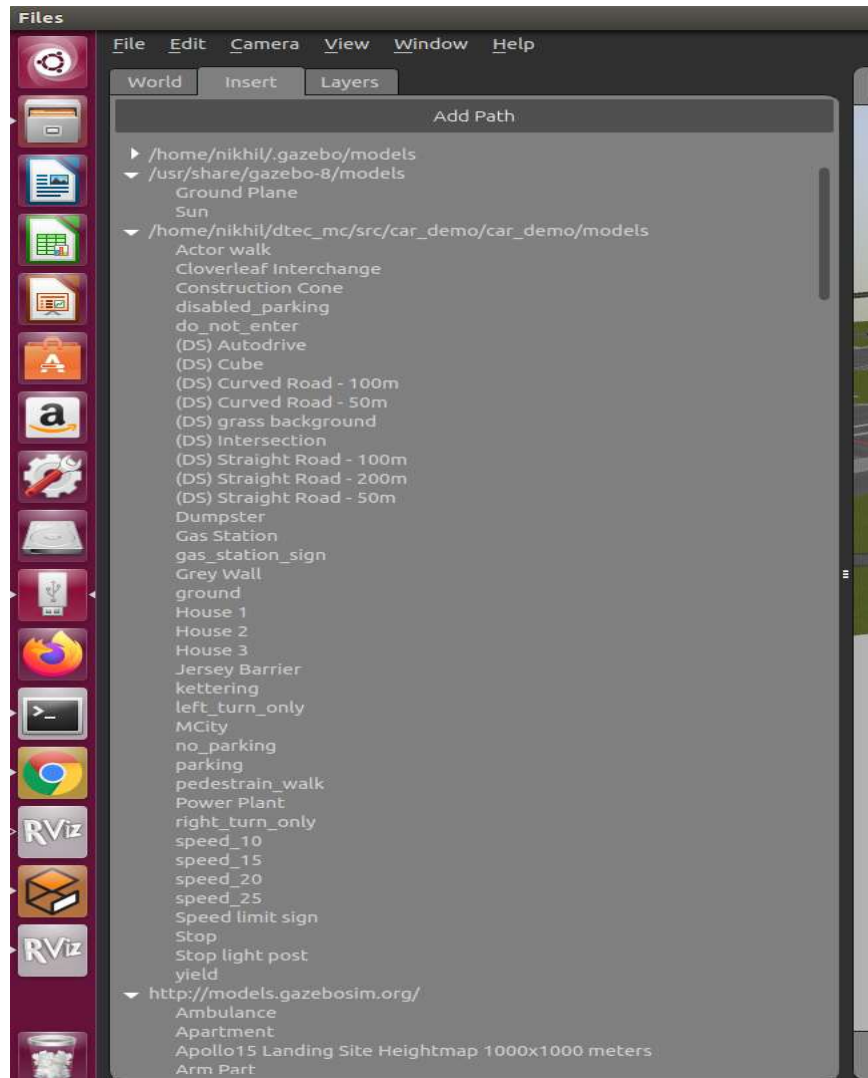 Files
File Edit Camera View Window Help
World Insert Layers
Add Path
/home/nikhil/.gazebo/models
/usr/share/gazebo-8/models
Ground Plane
Sun
/home/nikhil/dtec_mc/src/car_demo/car_demo/models
Actor walk
Cloverleaf Interchange
Construction Cone
disabled_parking
do_not_enter
(DS) Autodrive
(DS) Cube
(DS) Curved Road - 100m
(DS) Curved Road - 50m
(DS) grass background
(DS) Intersection
(DS) Straight Road - 100m
(DS) Straight Road - 200m
(DS) Straight Road - 50m
Dumpster
Gas Station
gas_station_sign
Grey Wall
ground
House 1
House 2
House 3
Jersey Barrier
kettering
left_turn_only
MCity
no_parking
parking
pedestrain_walk
Power Plant
right_turn_only
speed_10
speed_15
speed_20
speed_25
Speed limit sign
Stop
Stop light post
yield
http://models.gazebosim.org/
Ambulance
Apartment
Apollo15 Landing Site Heightmap 1000x1000 meters
Arm Part
A
a
>_
RViz
RViz